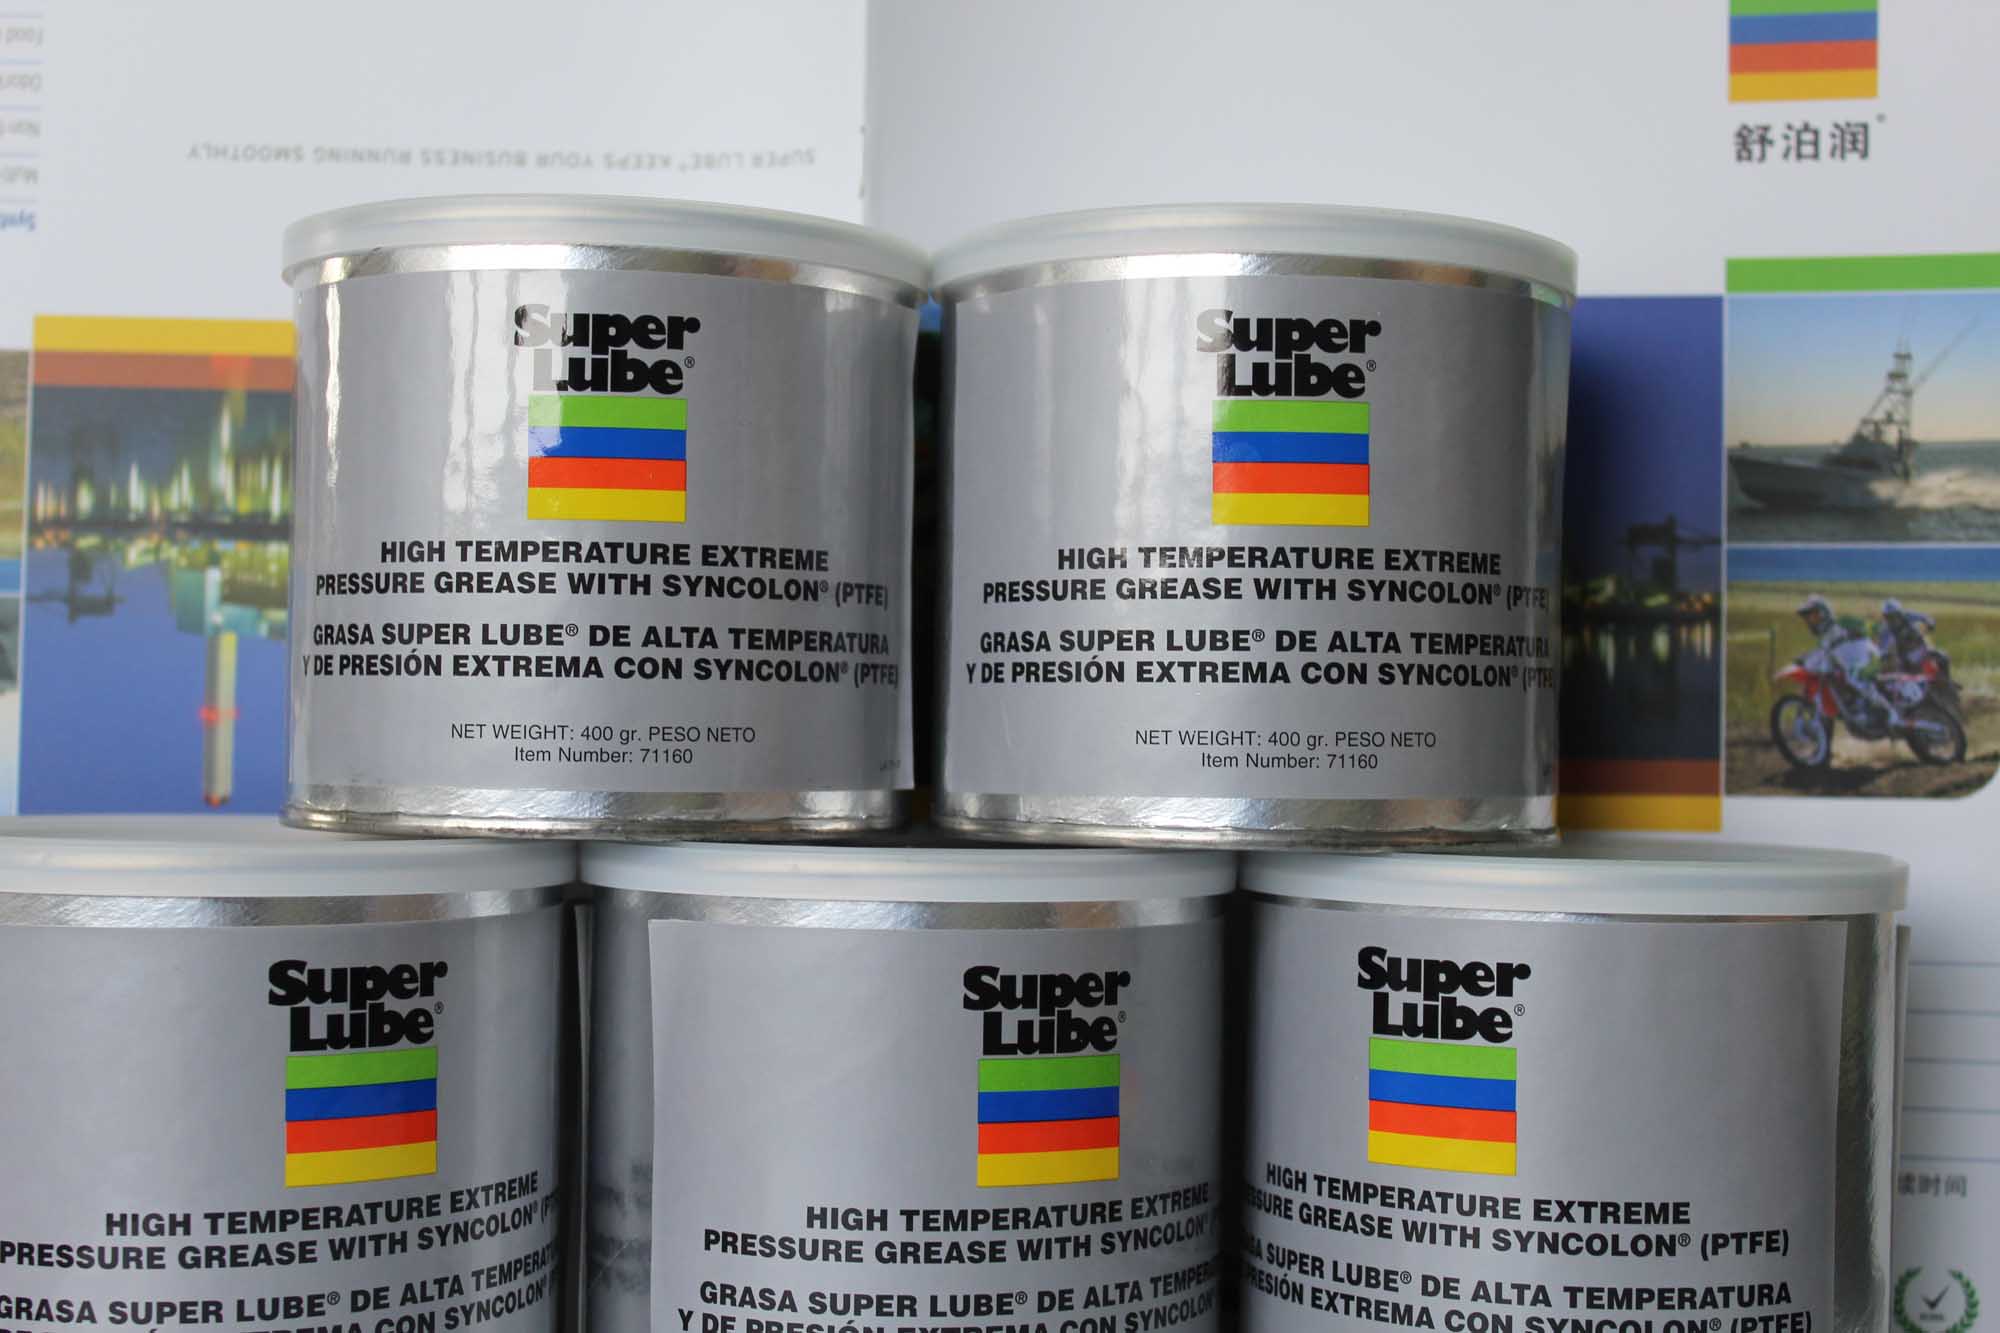 SUPER LUBE® KEEPS YOUR BUSINESS RUNNING SMOOTHLY
舒泊润®
Super
Lube®
HIGH TEMPERATURE EXTREME
PRESSURE GREASE WITH SYNCOLON® (PTFE)
GRASA SUPER LUBE® DE ALTA TEMPERATURA
Y DE PRESIÓN EXTREMA CON SYNCOLON® (PTFE)
NET WEIGHT: 400 gr. PESO NETO
Item Number: 71160
Super
Lube®
HIGH TEMPERATURE EXTREME
PRESSURE GREASE WITH SYNCOLON® (PTFE)
GRASA SUPER LUBE® DE ALTA TEMPERATURA
Y DE PRESIÓN EXTREMA CON SYNCOLON® (PTFE)
NET WEIGHT: 400 gr. PESO NETO
Item Number: 71160
Super
Lube®
HIGH TEMPERATURE EXTREME
PRESSURE GREASE WITH SYNCOLON®
GRASA SUPER LUBE® DE ALTA
CON SYNCOLON®
Super
Lube®
HIGH TEMPERATURE EXTREME
PRESSURE GREASE WITH SYNCOLON®
GRASA SUPER LUBE® DE ALTA
Y DE PRESIÓN EXTREMA CON SYNCOLON®
Super
Lube®
HIGH TEMPERATURE EXTREME
GREASE WITH SYNCOLON® (PTFE)
SUPER LUBE® DE ALTA TEMPERATURA
EXTREMA CON SYNCOLON® (PTFE)
时间